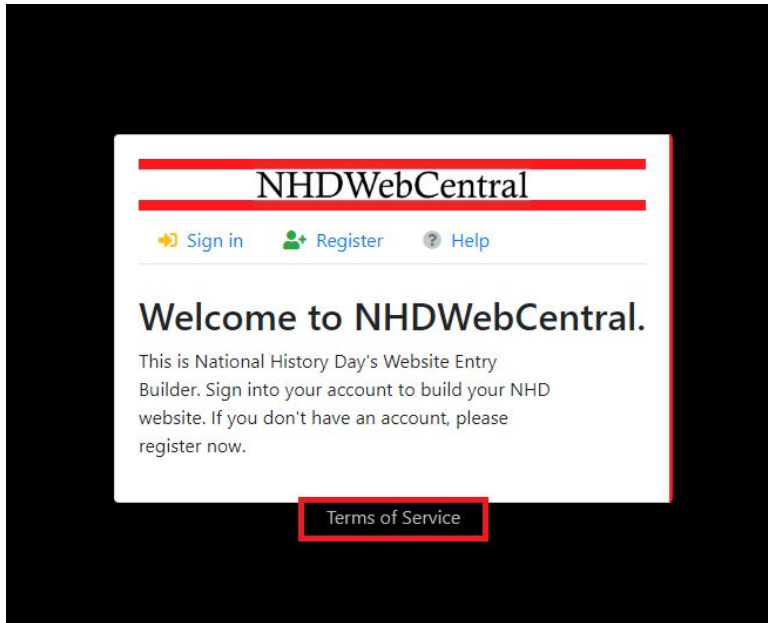 NHDWebCentral
Sign in Register Help
Welcome to NHDWebCentral.
This is National History Day's Website Entry
Builder. Sign into your account to build your NHD
website. If you don't have an account, please
register now.
Terms of Service